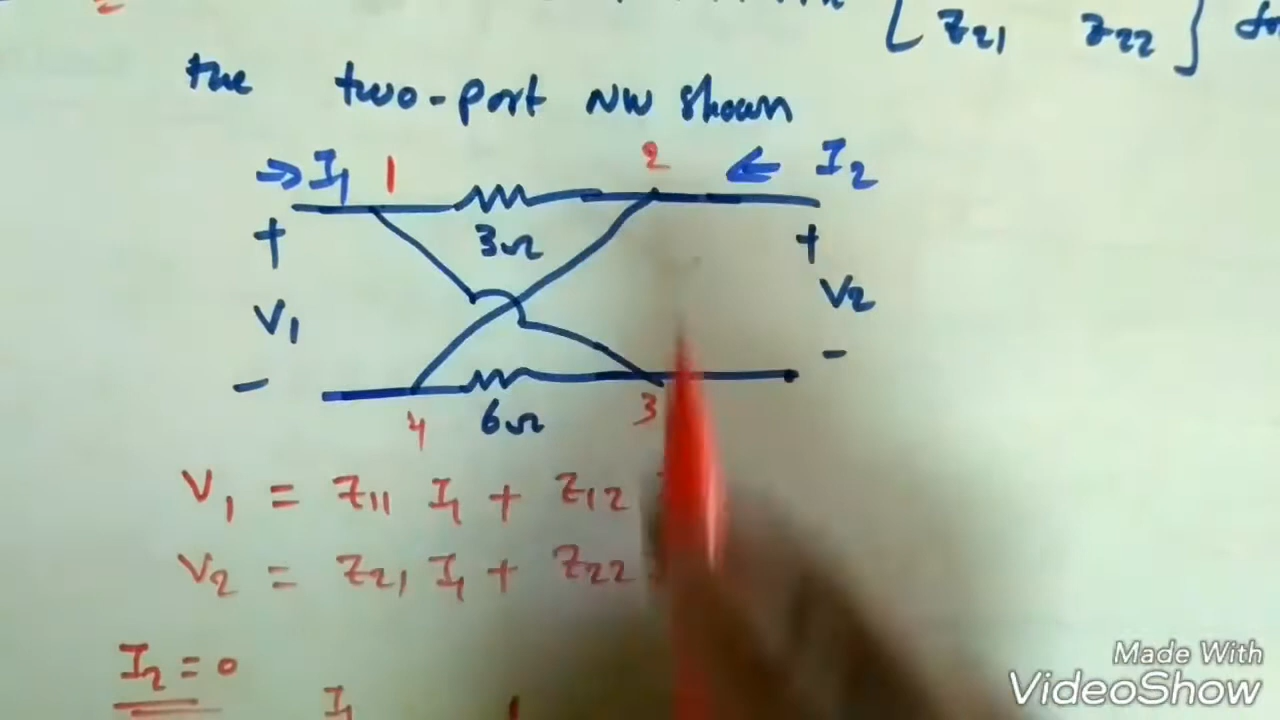 [ Z21 Z22 ]
the two-port NW shown
→ I1 1 2 ← I2
+ 3Ω +
V1 V2
- -
4 6Ω 3
V1 = Z11 I1 + Z12
V2 = Z21 I1 + Z22
I2 = 0
I1
Made With
VideoShow